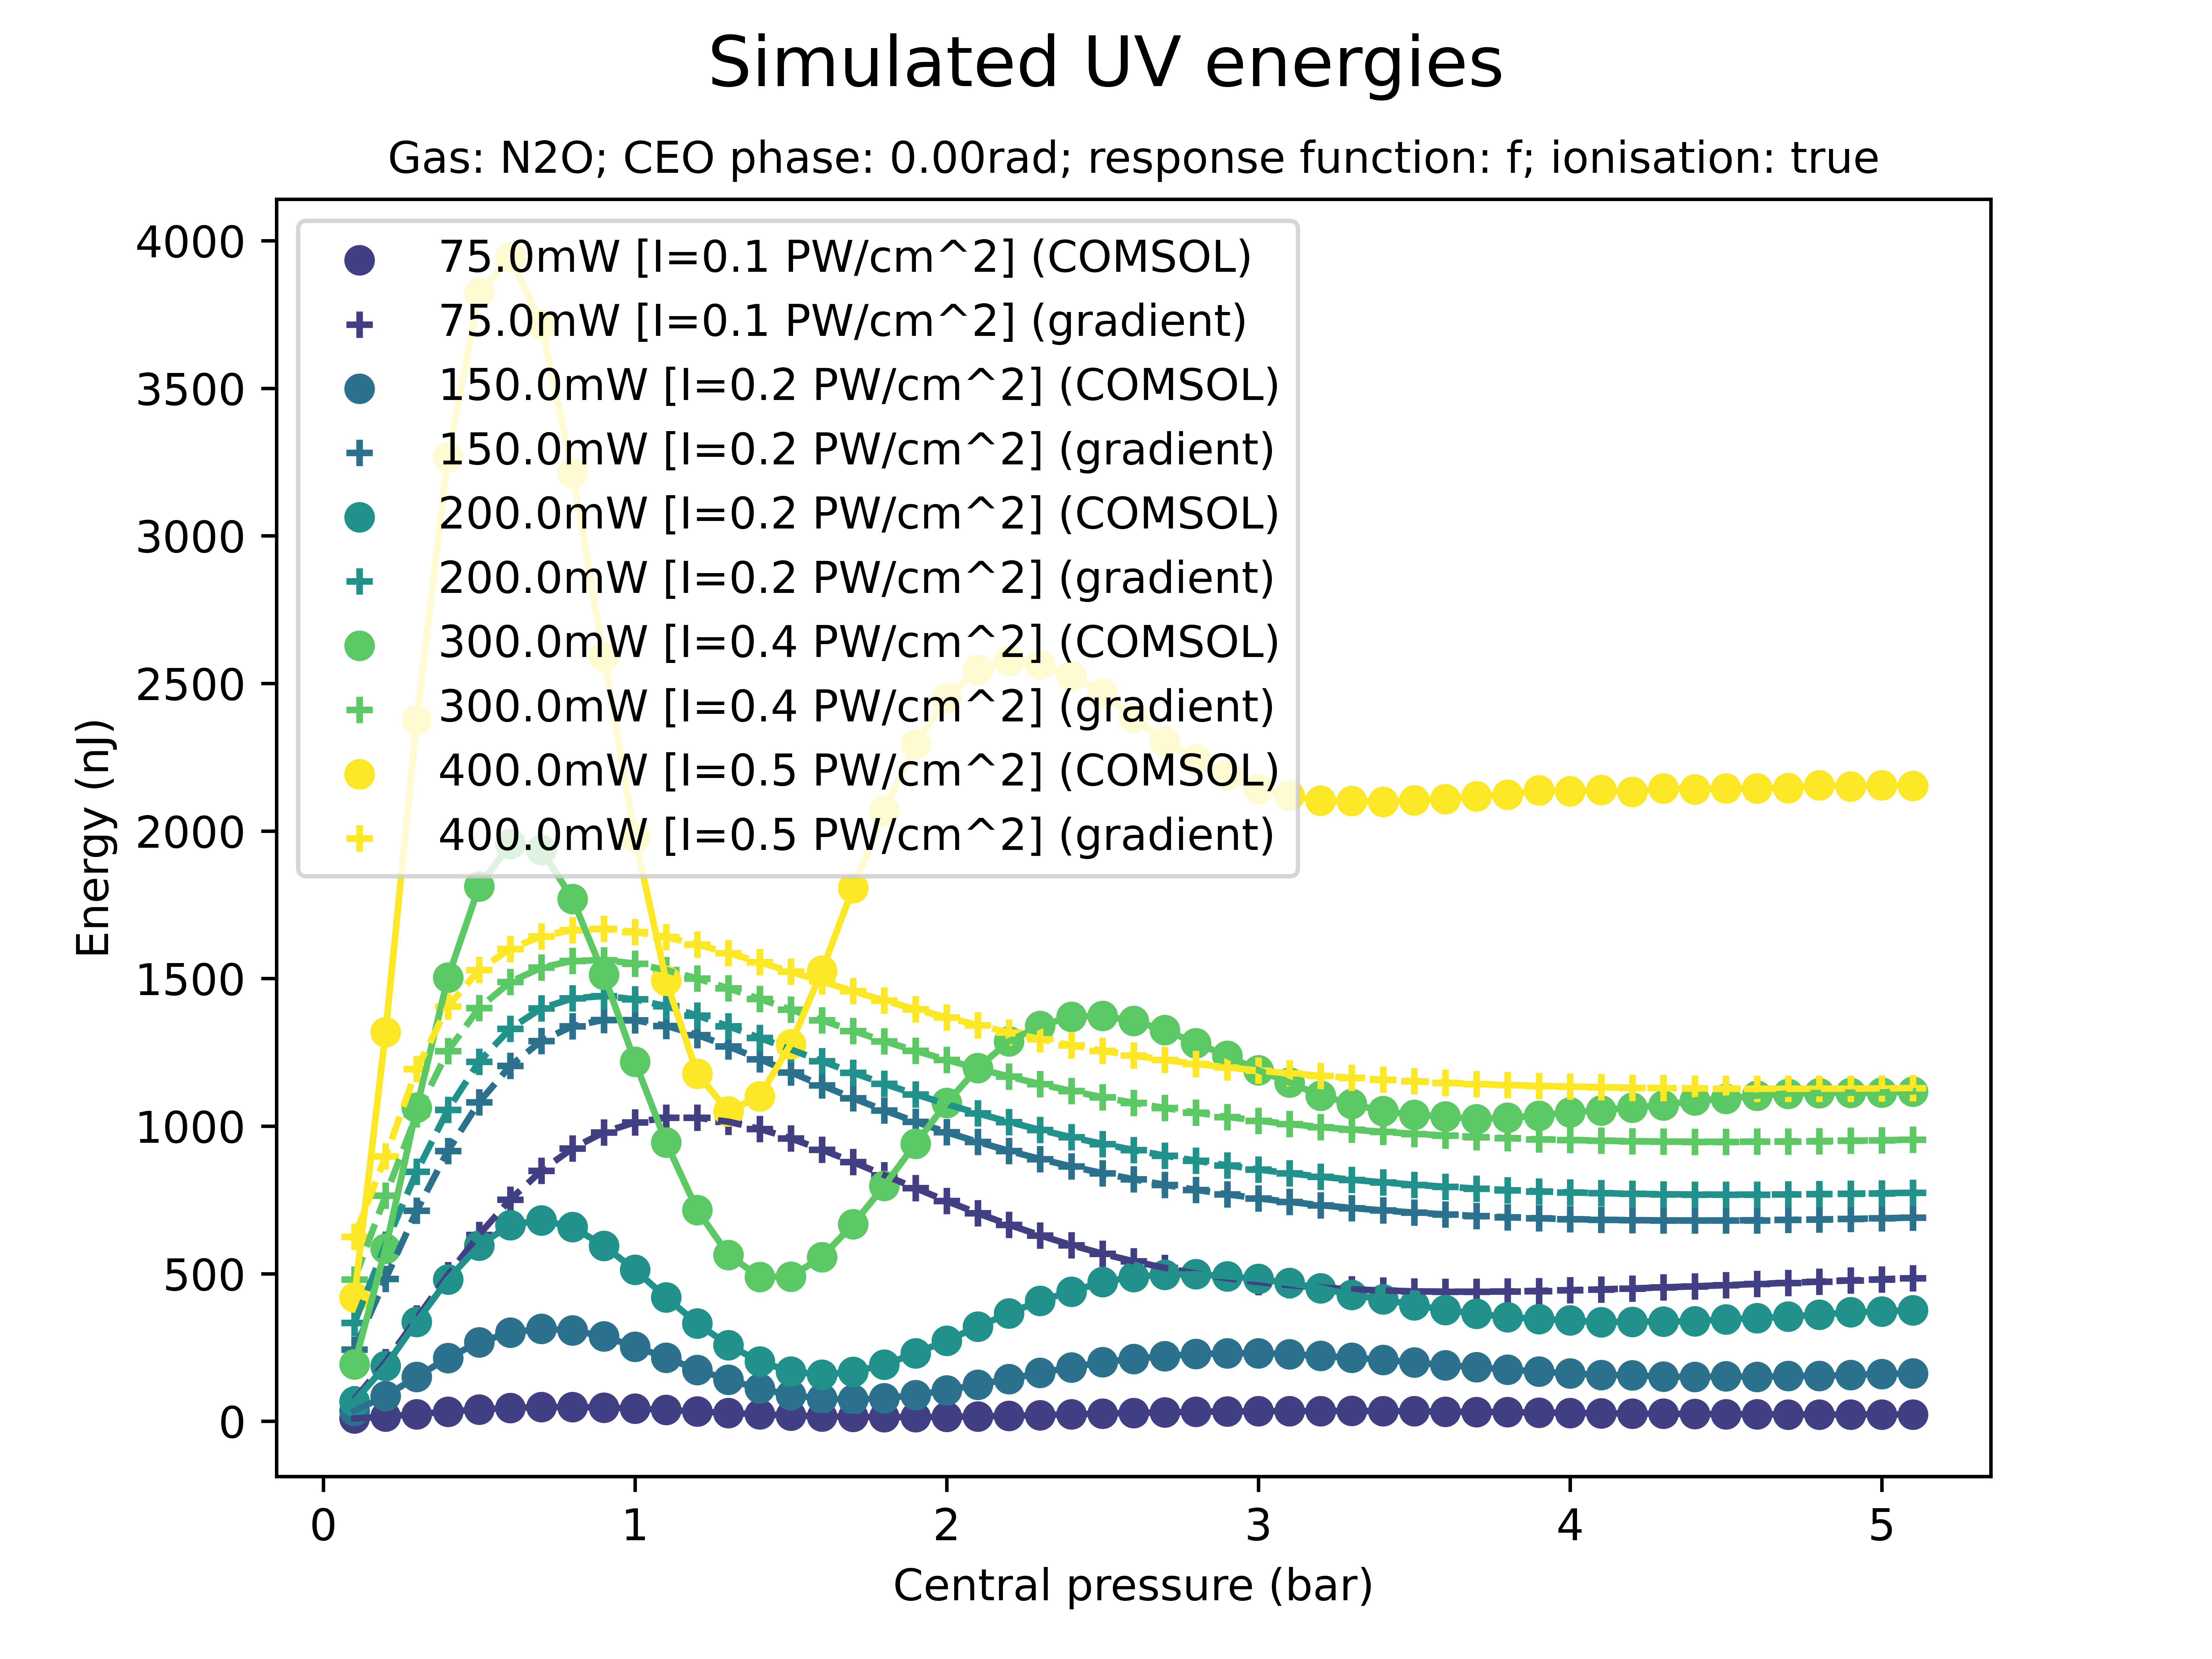 Simulated UV energies
Gas: N2O; CEO phase: 0.00rad; response function: f; ionisation: true
75.0mW [I=0.1 PW/cm^2] (COMSOL)
75.0mW [I=0.1 PW/cm^2] (gradient)
150.0mW [I=0.2 PW/cm^2] (COMSOL)
150.0mW [I=0.2 PW/cm^2] (gradient)
200.0mW [I=0.2 PW/cm^2] (COMSOL)
200.0mW [I=0.2 PW/cm^2] (gradient)
300.0mW [I=0.4 PW/cm^2] (COMSOL)
300.0mW [I=0.4 PW/cm^2] (gradient)
400.0mW [I=0.5 PW/cm^2] (COMSOL)
400.0mW [I=0.5 PW/cm^2] (gradient)
Energy (nJ)
4000
3500
3000
2500
2000
1500
1000
500
0
0 1 2 3 4 5
Central pressure (bar)